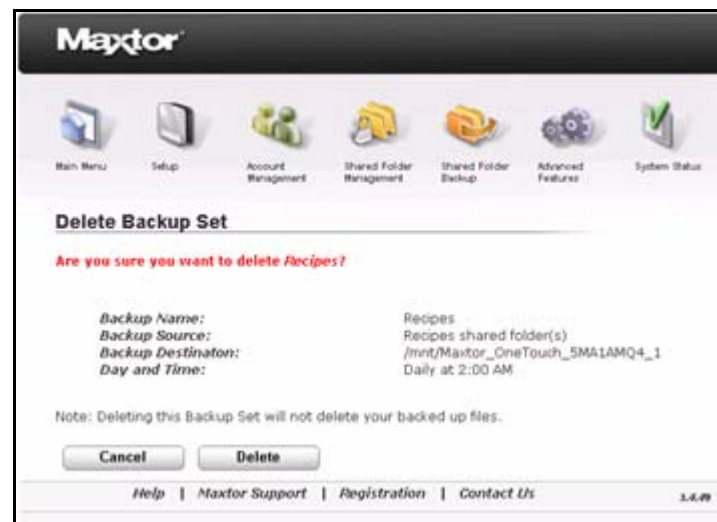 Maxtor
Main Menu
Setup
Account Management
Shared Folder Management
Shared Folder Backup
Advanced Features
System Status
Delete Backup Set
Are you sure you want to delete Recipes?
Backup Name: Recipes
Backup Source: Recipes shared folder(s)
Backup Destinaton: /mnt/Maxtor_OneTouch_5MA1AMQ4_1
Day and Time: Daily at 2:00 AM
Note: Deleting this Backup Set will not delete your backed up files.
Cancel Delete
Help | Maxtor Support | Registration | Contact Us